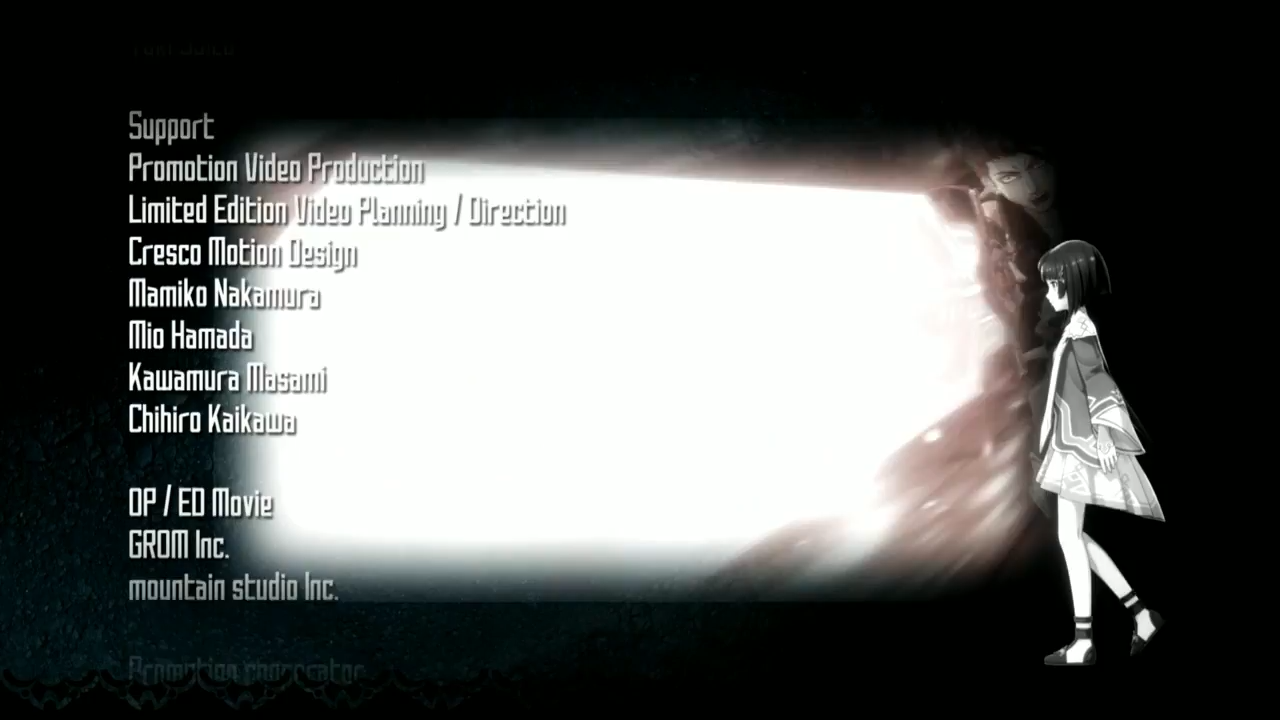 Support
Promotion Video Production
Limited Edition Video Planning / Direction
Cresco Motion Design
Mamiko Nakamura
Mio Hamada
Kawamura Masami
Chihiro Kaikawa
OP / ED Movie
GROM Inc.
mountain studio Inc.
Promotion